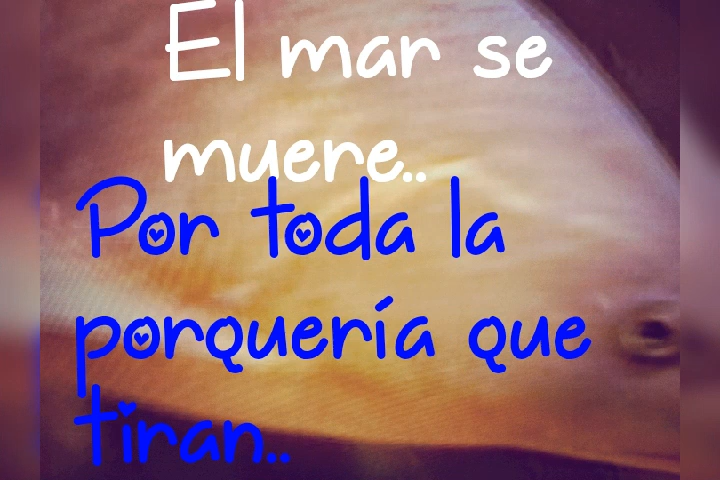 El mar se
muere..
Por toda la
porquería que
tiran..